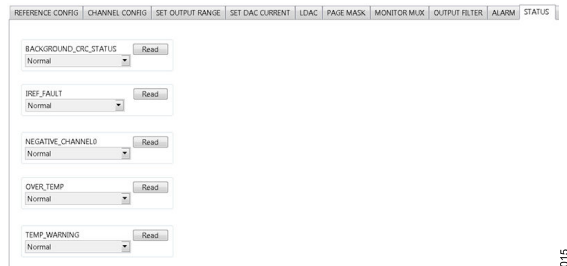 REFERENCE CONFIG CHANNEL CONFIG SET OUTPUT RANGE SET DAC CURRENT LDAC PAGE MASK MONITOR MUX OUTPUT FILTER ALARM STATUS
BACKGROUND_CRC_STATUS Read
Normal
IREF_FAULT Read
Normal
NEGATIVE_CHANNEL0 Read
Normal
OVER_TEMP Read
Normal
TEMP_WARNING Read
Normal
015